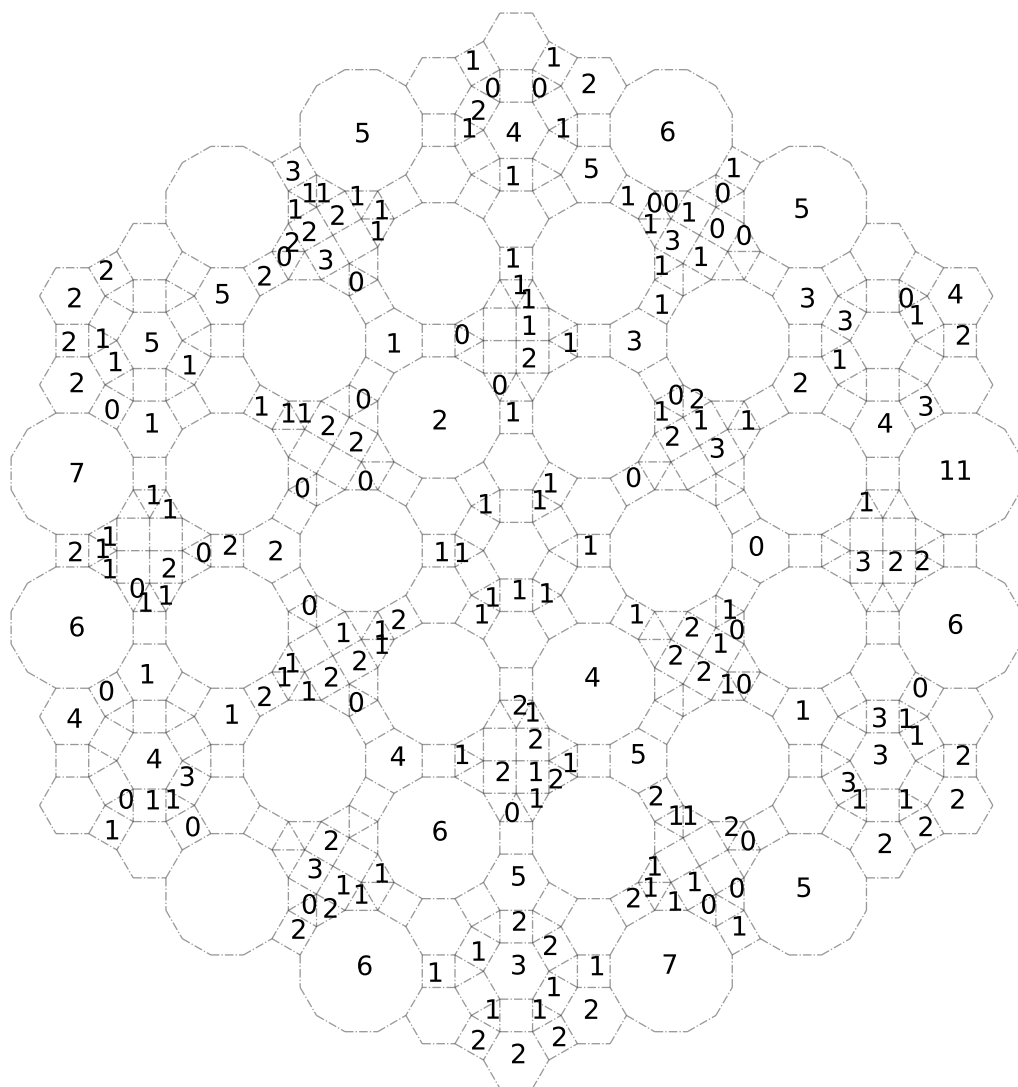 1 1
0 0 2
2
5 1 4 1 6
3 1 5 1
11 1 1 00 0
1 2 1 1 5
2 2 1 1 3 0 0
0 3 1 1 1
2 2 0 1 0
2 5 1 1 1 3 0 1 4
2 1 5 1 0 1 1 3 3 2
1 1 2 1
2 0 2 2
0 1 11 0 1 0 2 3
1 2 2 1 1 2 1 1 4
2 2 3
7 0 0 1 0 11
1 1 1 1 1
2 1 1 0 2 2 11 1 0 3 2 2
1 2
0 1 1 0 1 1 1
6 1 1 2 1 1 2 1 0 6
1 1 2 2 2 2 1
1 0 1 1 2 2 0 4 10 0
4 2 1 2 1 1 3 1
4 4 1 2 5 3 1 2
3 2 1 2 1 3
0 1 1 1 2 1 1 2
1 0 0 11 2 2
2 6 0 2
3 1 1 5 1 1 0 5
0 2 1 2 1 1 0
2 2 1
6 1 1 3 2 1 7
1 1 1 2
2 2 2